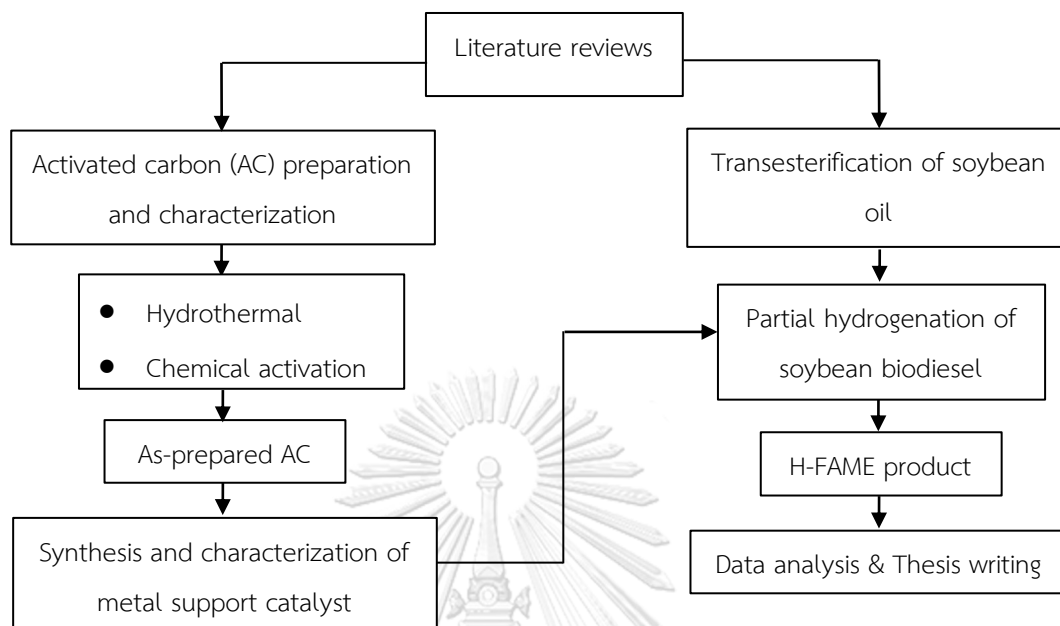 Literature reviews
Activated carbon (AC) preparation
and characterization
● Hydrothermal
● Chemical activation
As-prepared AC
Synthesis and characterization of
metal support catalyst
Transesterification of soybean
oil
Partial hydrogenation of
soybean biodiesel
H-FAME product
Data analysis & Thesis writing